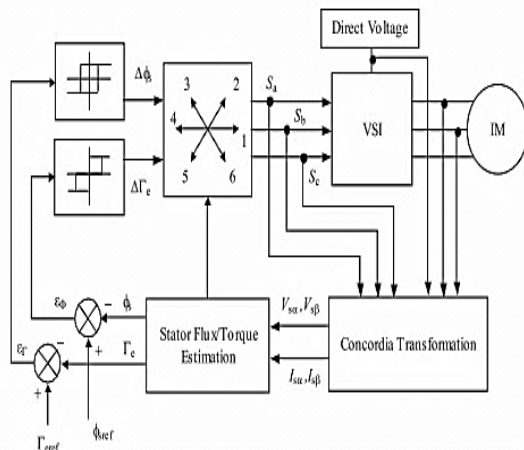 Direct Voltage
Δϕs
3 2
4 1
5 6
Sa
Sb
Sc
VSI
IM
ΔΓe
εΦ
−
ϕs
+
εΓ
−
Γe
+
Stator Flux/Torque
Estimation
Vsα,Vsβ
Isα,Isβ
Concordia Transformation
Γeref
ϕsref